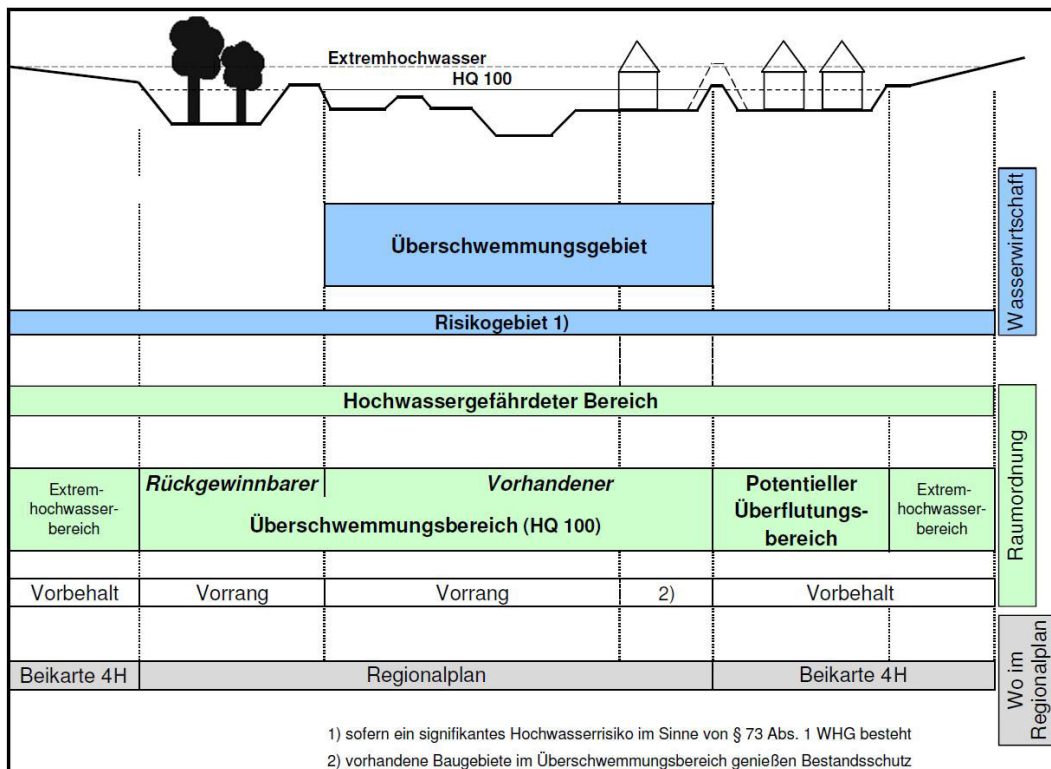 Extremhochwasser
HQ 100
Überschwemmungsgebiet
Wasserwirtschaft
Risikogebiet 1)
Hochwassergefährdeter Bereich
Raumordnung
Extrem-
hochwasser-
bereich
Rückgewinnbarer
Vorhandener
Überschwemmungsbereich (HQ 100)
Potentieller
Überflutungs-
bereich
Extrem-
hochwasser-
bereich
Vorbehalt
Vorrang
Vorrang
2)
Vorbehalt
Beikarte 4H
Regionalplan
Beikarte 4H
Wo im
Regionalplan
1) sofern ein signifikantes Hochwasserrisiko im Sinne von § 73 Abs. 1 WHG besteht
2) vorhandene Baugebiete im Überschwemmungsbereich genießen Bestandsschutz